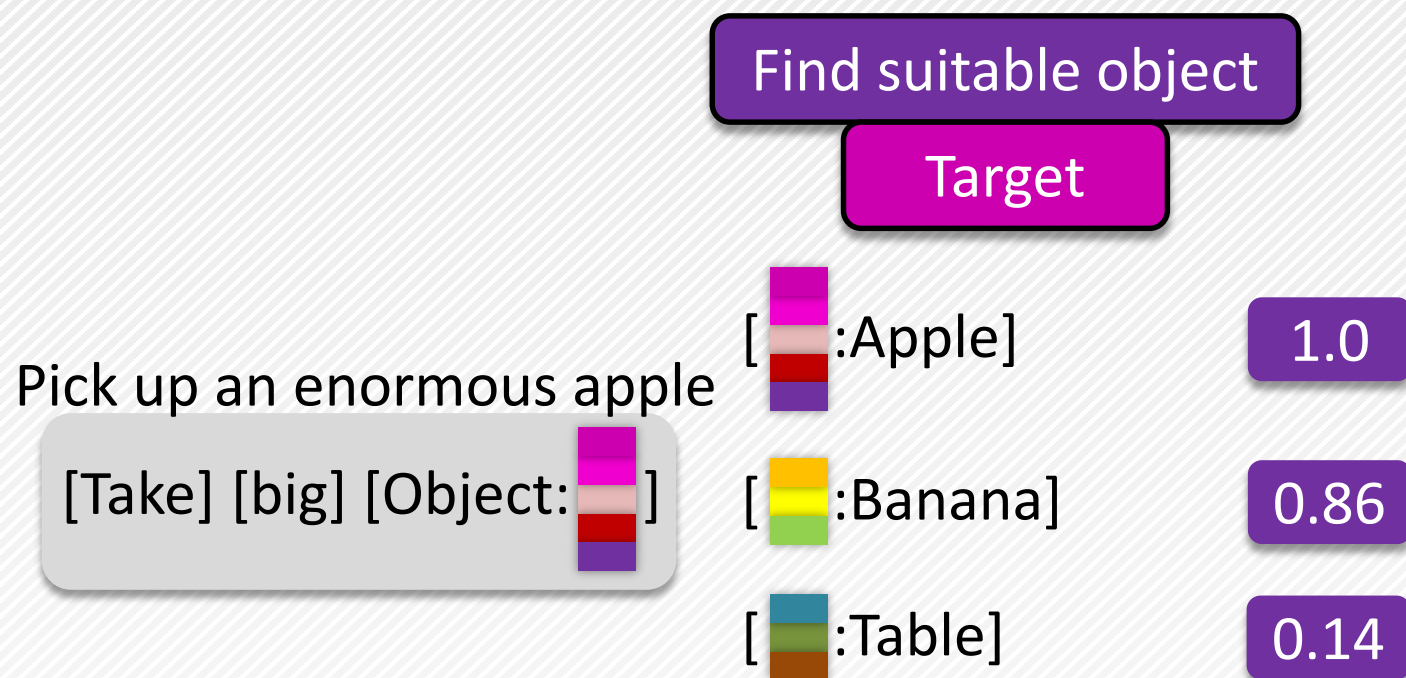 Find suitable object
Target
Pick up an enormous apple
[Take] [big] [Object: ]
[ :Apple] 1.0
[ :Banana] 0.86
[ :Table] 0.14